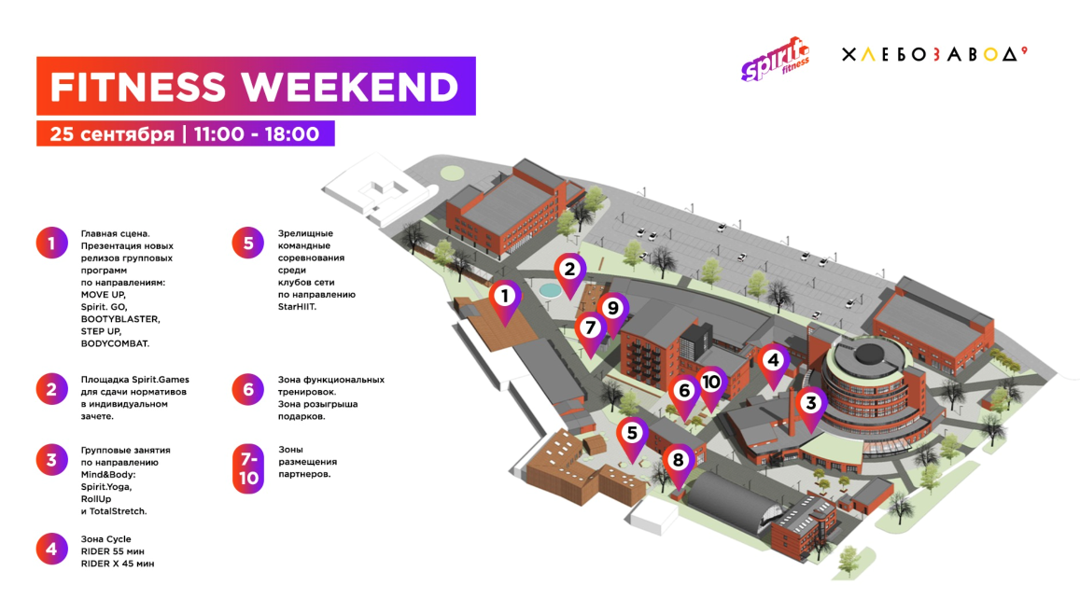 spirit.
fitness
ХЛЕБОЗАВОД9
FITNESS WEEKEND
25 сентября | 11:00 - 18:00
1
Главная сцена.
Презентация новых
релизов групповых
программ
по направлениям:
MOVE UP,
Spirit. GO,
BOOTYBLASTER,
STEP UP,
BODYCOMBAT.
2
Площадка Spirit.Games
для сдачи нормативов
в индивидуальном
зачете.
3
Групповые занятия
по направлению
Mind&Body:
Spirit.Yoga,
RollUp
и TotalStretch.
4
Зона Cycle
RIDER 55 мин
RIDER X 45 мин
5
Зрелищные
командные
соревнования
среди
клубов сети
по направлению
StarHIIT.
6
Зона функциональных
тренировок.
Зона розыгрыша
подарков.
7-
10
Зоны
размещения
партнеров.
2
1
9
7
4
10
6
3
5
8